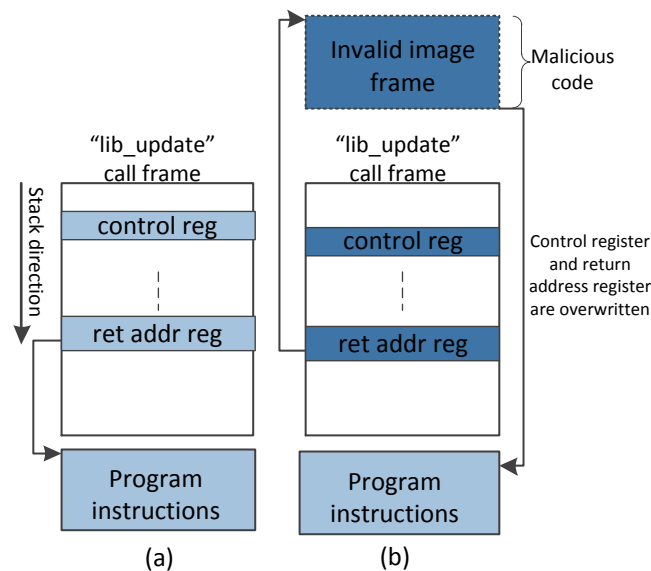 Invalid image
frame
Malicious
code
“lib_update”
call frame
Stack direction
control reg
ret addr reg
Program
instructions
(a)
“lib_update”
call frame
control reg
ret addr reg
Control register
and return
address register
are overwritten
Program
instructions
(b)